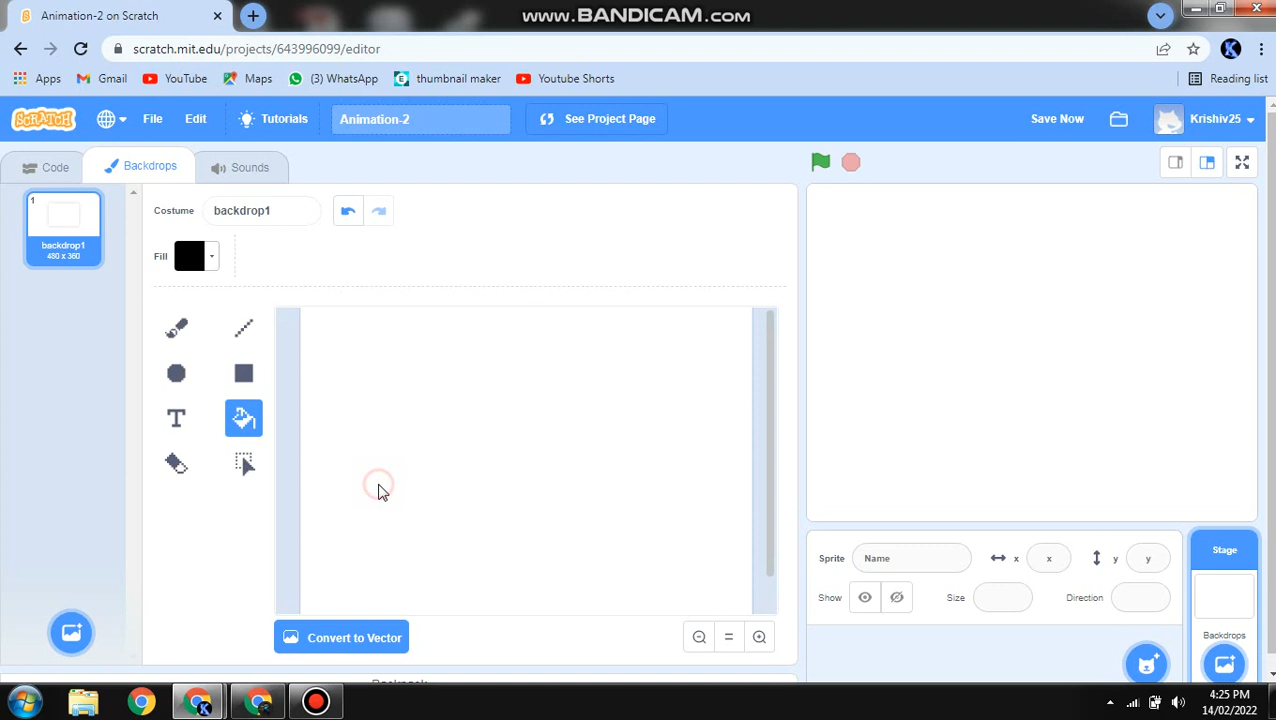 Animation-2 on Scratch
www.BANDICAM.com
scratch.mit.edu/projects/643996099/editor
Apps Gmail YouTube Maps (3) WhatsApp thumbnail maker Youtube Shorts Reading list
SCRATCH File Edit Tutorials Animation-2 See Project Page Save Now Krishiv25
Code Backdrops Sounds
1
backdrop1
480 x 360
Costume backdrop1
Fill
T
Convert to Vector
Sprite Name x x y y
Show Size Direction
Stage
Backdrops
4:25 PM
14/02/2022